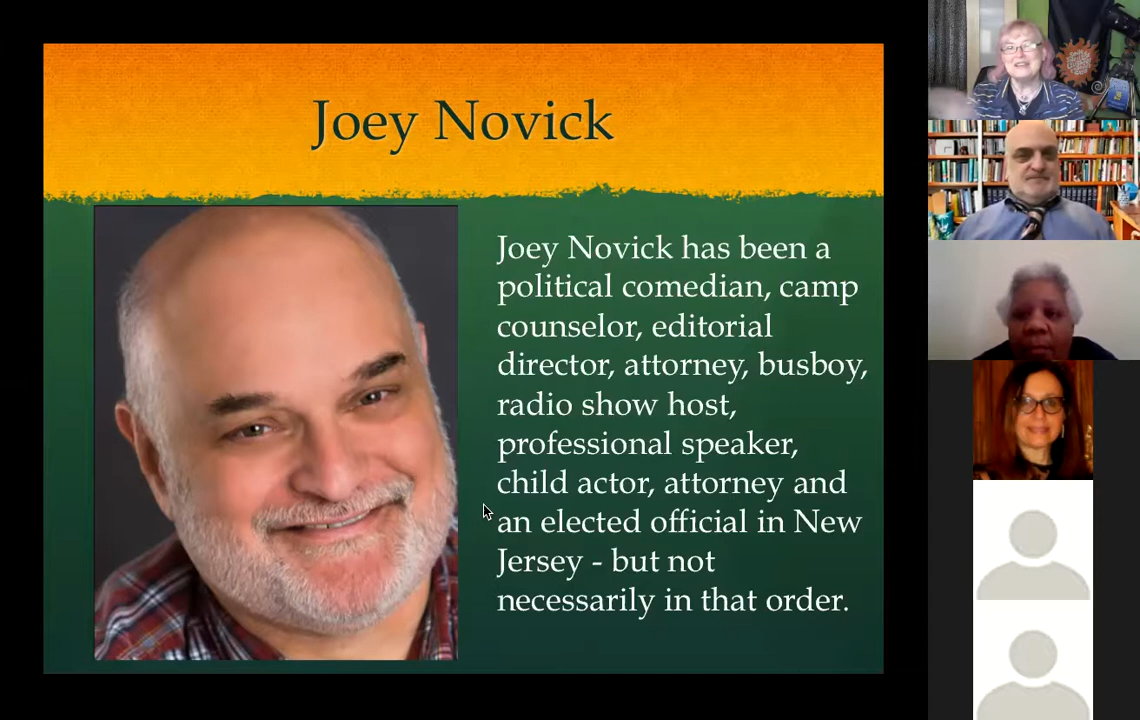 Joey Novick
Joey Novick has been a
political comedian, camp
counselor, editorial
director, attorney, busboy,
radio show host,
professional speaker,
child actor, attorney and
an elected official in New
Jersey - but not
necessarily in that order.